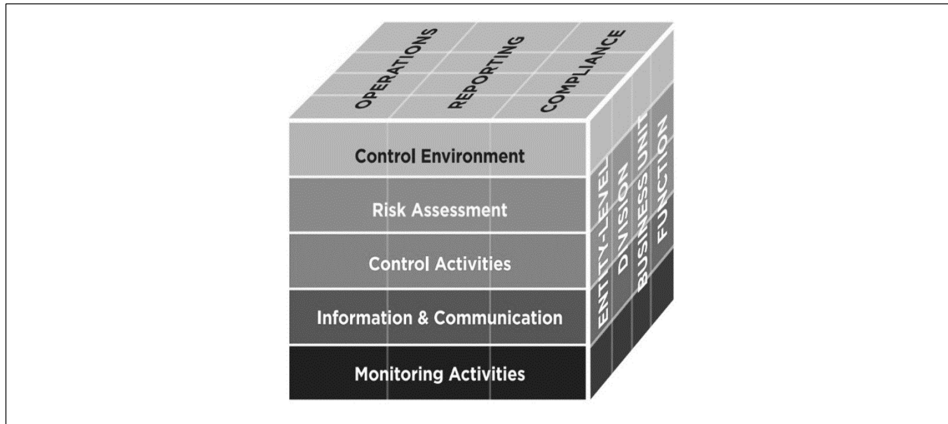 OPERATIONS
REPORTING
COMPLIANCE
Control Environment
Risk Assessment
Control Activities
Information & Communication
Monitoring Activities
ENTITY-LEVEL
DIVISION
BUSINESS UNIT
FUNCTION